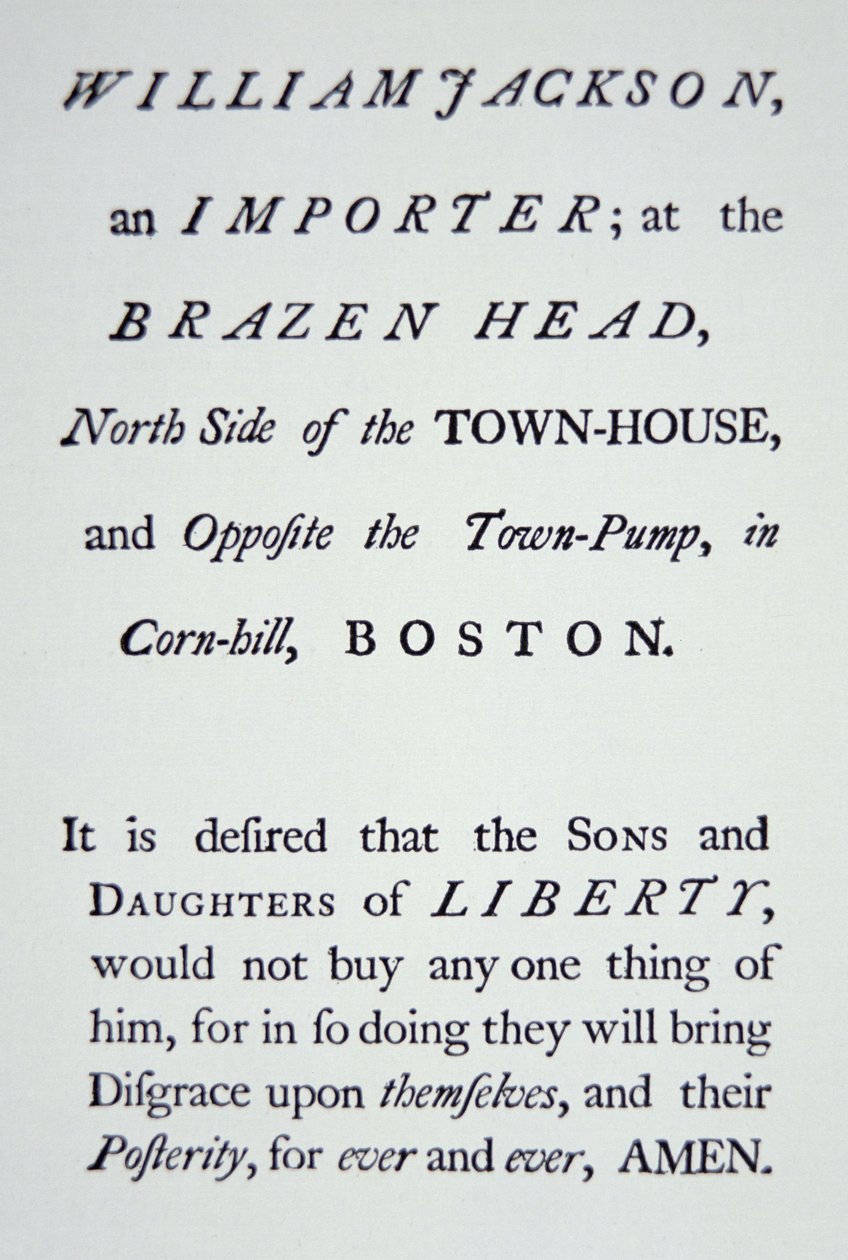 WILLIAM JACKSON,
an IMPORTER; at the
BRAZEN HEAD,
North Side of the TOWN-HOUSE,
and Oppoſite the Town-Pump, in
Corn-hill, BOSTON.
It is deſired that the SONS and
DAUGHTERS of LIBERTY,
would not buy any one thing of
him, for in ſo doing they will bring
Diſgrace upon themſelves, and their
Poſterity, for ever and ever, AMEN.